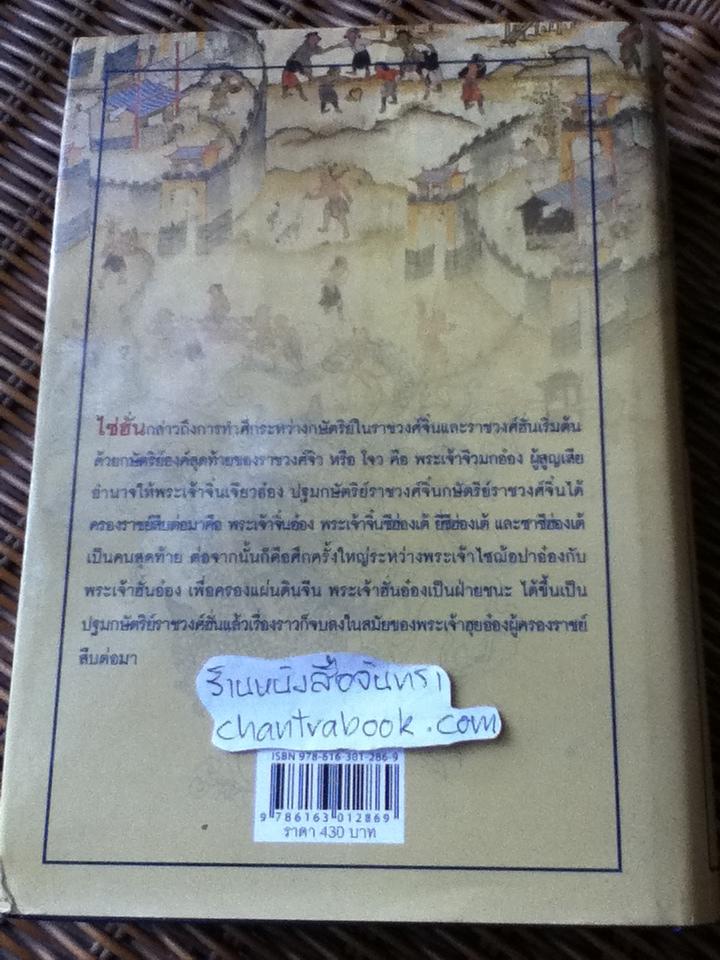 ไซ่ฮั่นกล่าวถึงการทำศึกระหว่างกษัตริย์ในราชวงศ์จิ๋นและราชวงศ์ฮั่นเริ่มต้น
ด้วยกษัตริย์องค์สุดท้ายของราชวงศ์จิว หรือ โจว คือ พระเจ้าจิวมกอ๋อง ผู้สูญเสีย
อำนาจให้พระเจ้าจิ๋นเจียวอ๋อง ปฐมกษัตริย์ราชวงศ์จิ๋นกษัตริย์ราชวงศ์จิ๋นได้
ครองราชย์สืบต่อมาคือ พระเจ้าจิ๋นอ๋อง พระเจ้าจิ๋นซีฮ่องเต้ ยีซีฮ่องเต้ และซาซีฮ่องเต้
เป็นคนสุดท้าย ต่อจากนั้นก็คือศึกครั้งใหญ่ระหว่างพระเจ้าไซฌ้อปาอ๋องกับ
พระเจ้าฮั่นอ๋อง เพื่อครองแผ่นดินจีน พระเจ้าฮั่นอ๋องเป็นฝ่ายชนะ ได้ขึ้นเป็น
ปฐมกษัตริย์ราชวงศ์ฮั่นแล้วเรื่องราวก็จบลงในสมัยของพระเจ้าฮุยอ๋องผู้ครองราชย์
สืบต่อมา
ร้านหนังสือจันทรา
chantrabook.com
ISBN 978-616-301-286-9
9 786163 012869
ราคา 430 บาท